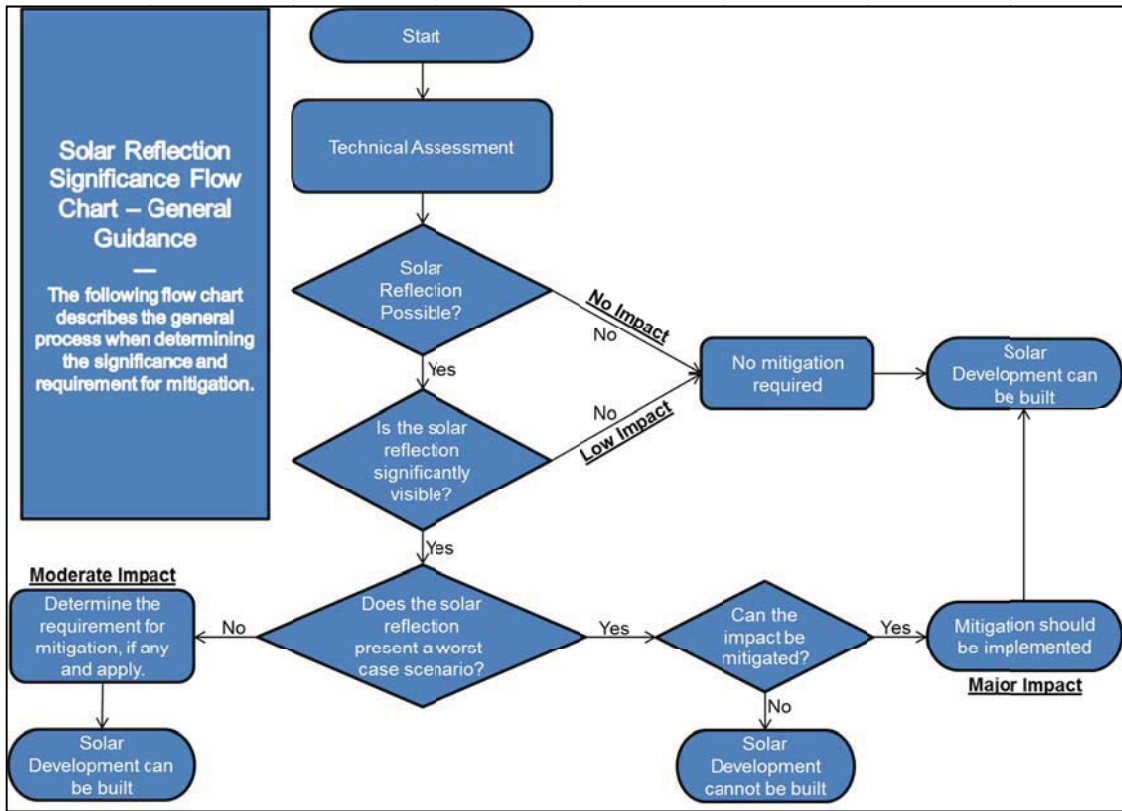 Solar Reflection
Significance Flow
Chart – General
Guidance
—
The following flow chart
describes the general
process when determining
the significance and
requirement for mitigation.
Start
Technical Assessment
Solar
Reflection
Possible?
No Impact
No
Yes
No mitigation
required
Solar
Development can
be built
Is the solar
reflection
significantly
visible?
No
Low Impact
Yes
Moderate Impact
Determine the
requirement for
mitigation, if any
and apply.
No
Does the solar
reflection
present a worst
case scenario?
Yes
Can the
impact be
mitigated?
Yes
Mitigation should
be implemented
Major Impact
No
Solar
Development can
be built
Solar
Development
cannot be built